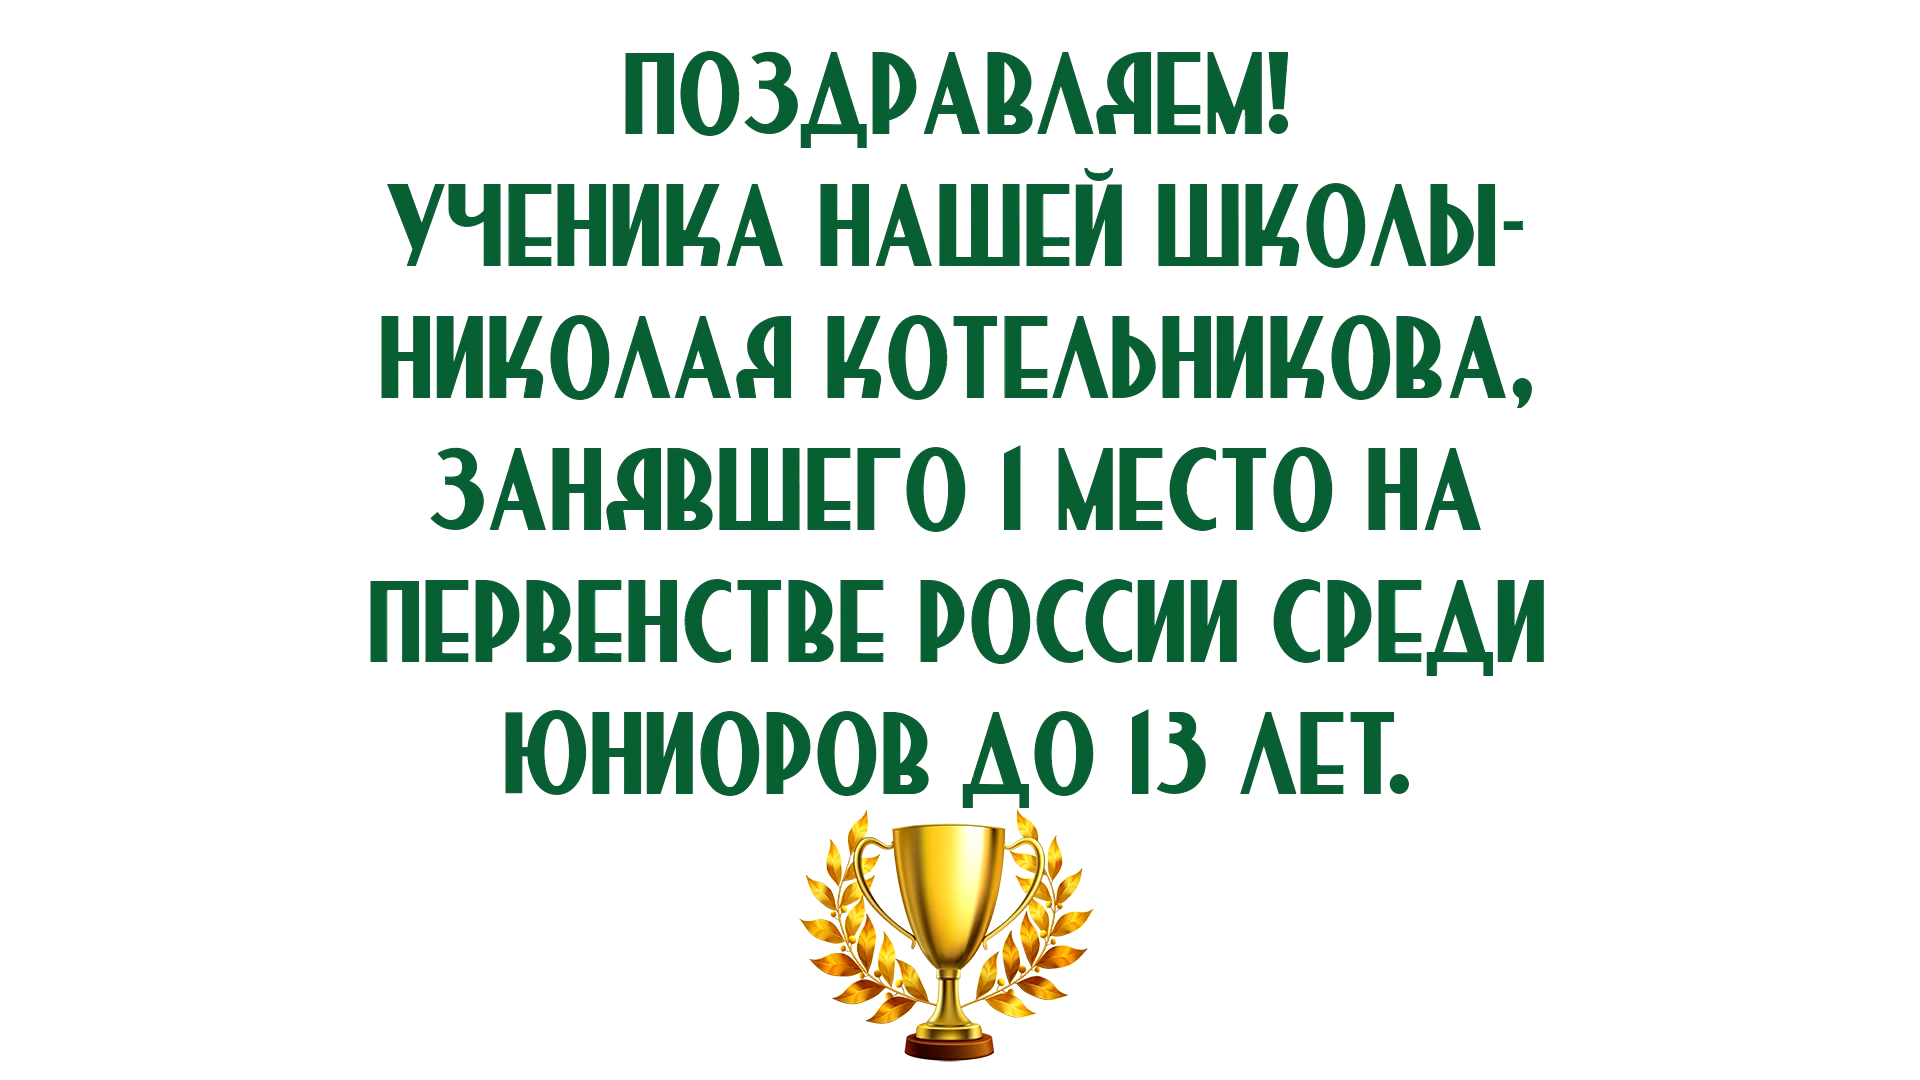 ПОЗДРАВЛЯЕМ!
УЧЕНИКА НАШЕЙ ШКОЛЫ-
НИКОЛАЯ КОТЕЛЬНИКОВА,
ЗАНЯВШЕГО 1 МЕСТО НА
ПЕРВЕНСТВЕ РОССИИ СРЕДИ
ЮНИОРОВ ДО 13 ЛЕТ.